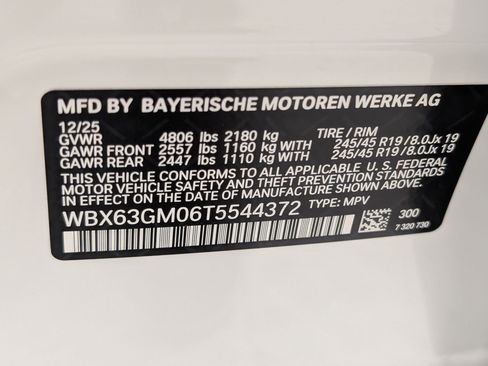 MFD BY BAYERISCHE MOTOREN WERKE AG
12/25
GVWR 4806 lbs 2180 kg TIRE / RIM
GAWR FRONT 2557 lbs 1160 kg WITH 245/45 R19/8.0Jx 19
GAWR REAR 2447 lbs 1110 kg WITH 245/45 R19/8.0Jx 19
THIS VEHICLE CONFORMS TO ALL APPLICABLE U. S. FEDERAL
MOTOR VEHICLE SAFETY AND THEFT PREVENTION STANDARDS
IN EFFECT ON THE DATE OF MANUFACTURE SHOWN ABOVE.
WBX63GM06T5544372 TYPE: MPV
300
7 320 730